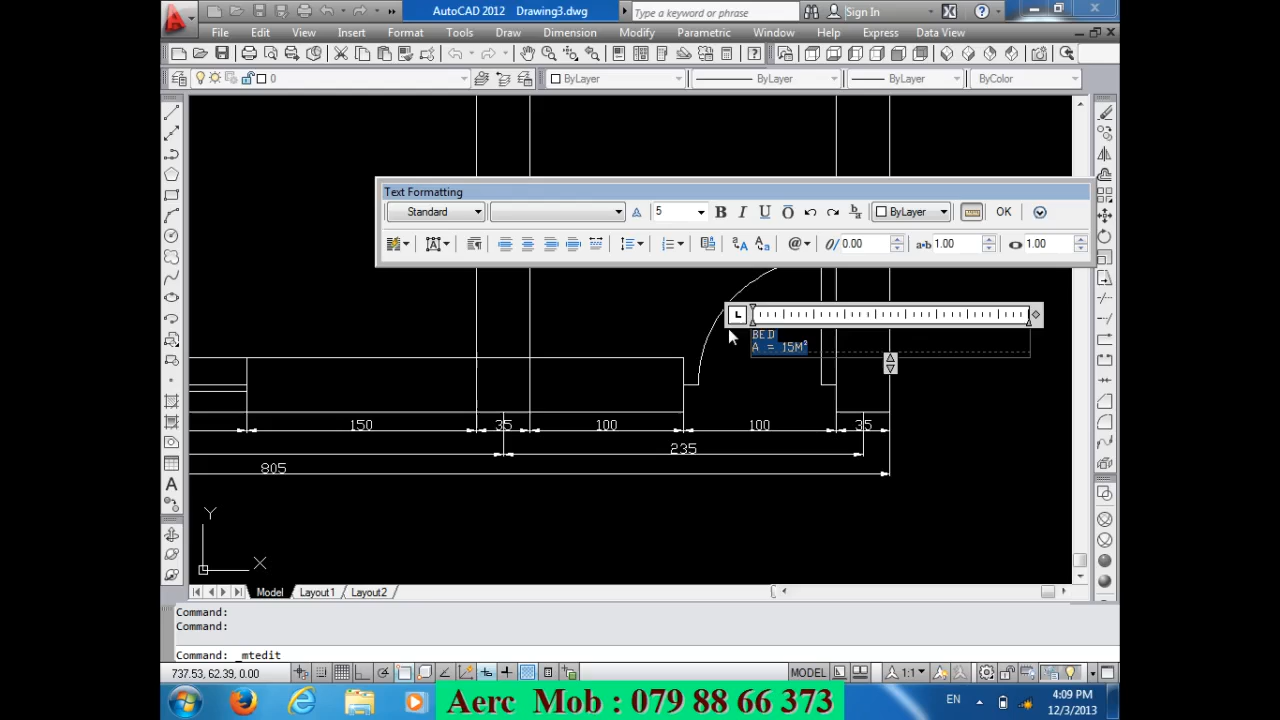 AutoCAD 2012 Drawing3.dwg
Type a keyword or phrase
Sign In
File Edit View Insert Format Tools Draw Dimension Modify Parametric Window Help Express Data View
0
ByLayer
ByLayer
ByLayer
ByColor
Text Formatting
Standard
5
B I U O
ByLayer
OK
0.00
1.00
1.00
BED
A = 15M²
150
35
100
100
35
235
805
Y
X
Model Layout1 Layout2
Command:
Command:
Command: _mtedit
737.53, 62.39, 0.00
MODEL
1:1
Aerc Mob : 079 88 66 373
EN
4:09 PM
12/3/2013